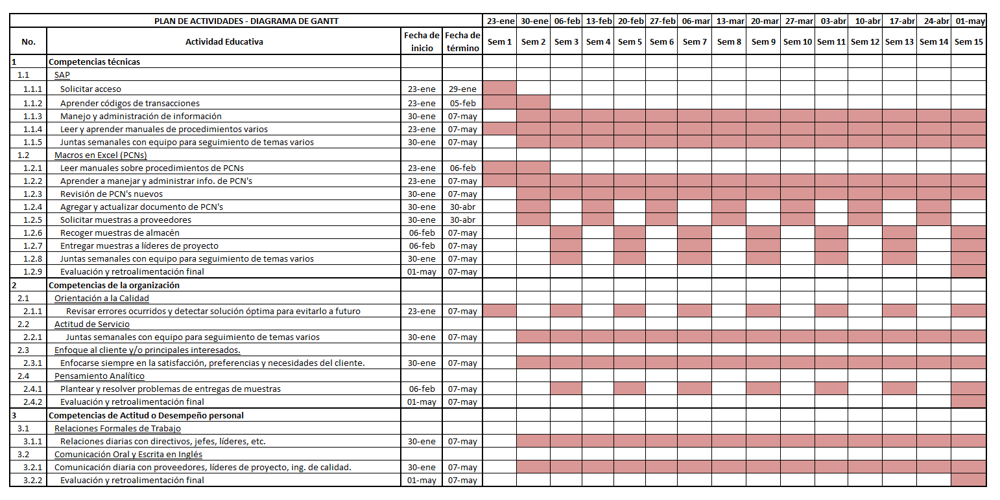 PLAN DE ACTIVIDADES - DIAGRAMA DE GANTT 23-ene 30-ene 06-feb 13-feb 20-feb 27-feb 06-mar 13-mar 20-mar 27-mar 03-abr 10-abr 17-abr 24-abr 01-may
No. Actividad Educativa Fecha de inicio Fecha de término Sem 1 Sem 2 Sem 3 Sem 4 Sem 5 Sem 6 Sem 7 Sem 8 Sem 9 Sem 10 Sem 11 Sem 12 Sem 13 Sem 14 Sem 15
1 Competencias técnicas
1.1 SAP
1.1.1 Solicitar acceso 23-ene 29-ene
1.1.2 Aprender códigos de transacciones 23-ene 05-feb
1.1.3 Manejo y administración de información 30-ene 07-may
1.1.4 Leer y aprender manuales de procedimientos varios 23-ene 07-may
1.1.5 Juntas semanales con equipo para seguimiento de temas varios 30-ene 07-may
1.2 Macros en Excel (PCNs)
1.2.1 Leer manuales sobre procedimientos de PCNs 23-ene 06-feb
1.2.2 Aprender a manejar y administrar info. de PCN's 23-ene 07-may
1.2.3 Revisión de PCN's nuevos 30-ene 07-may
1.2.4 Agregar y actualizar documento de PCN's 30-ene 30-abr
1.2.5 Solicitar muestras a proveedores 30-ene 30-abr
1.2.6 Recoger muestras de almacén 06-feb 07-may
1.2.7 Entregar muestras a líderes de proyecto 06-feb 07-may
1.2.8 Juntas semanales con equipo para seguimiento de temas varios 30-ene 07-may
1.2.9 Evaluación y retroalimentación final 01-may 07-may
2 Competencias de la organización
2.1 Orientación a la Calidad
2.1.1 Revisar errores ocurridos y detectar solución óptima para evitarlo a futuro 23-ene 07-may
2.2 Actitud de Servicio
2.2.1 Juntas semanales con equipo para seguimiento de temas varios 30-ene 07-may
2.3 Enfoque al cliente y/o principales interesados.
2.3.1 Enfocarse siempre en la satisfacción, preferencias y necesidades del cliente. 30-ene 07-may
2.4 Pensamiento Analítico
2.4.1 Plantear y resolver problemas de entregas de muestras 06-feb 07-may
2.4.2 Evaluación y retroalimentación final 01-may 07-may
3 Competencias de Actitud o Desempeño personal
3.1 Relaciones Formales de Trabajo
3.1.1 Relaciones diarias con directivos, jefes, líderes, etc. 30-ene 07-may
3.2 Comunicación Oral y Escrita en Inglés
3.2.1 Comunicación diaria con proveedores, líderes de proyecto, ing. de calidad. 30-ene 07-may
3.2.2 Evaluación y retroalimentación final 01-may 07-may